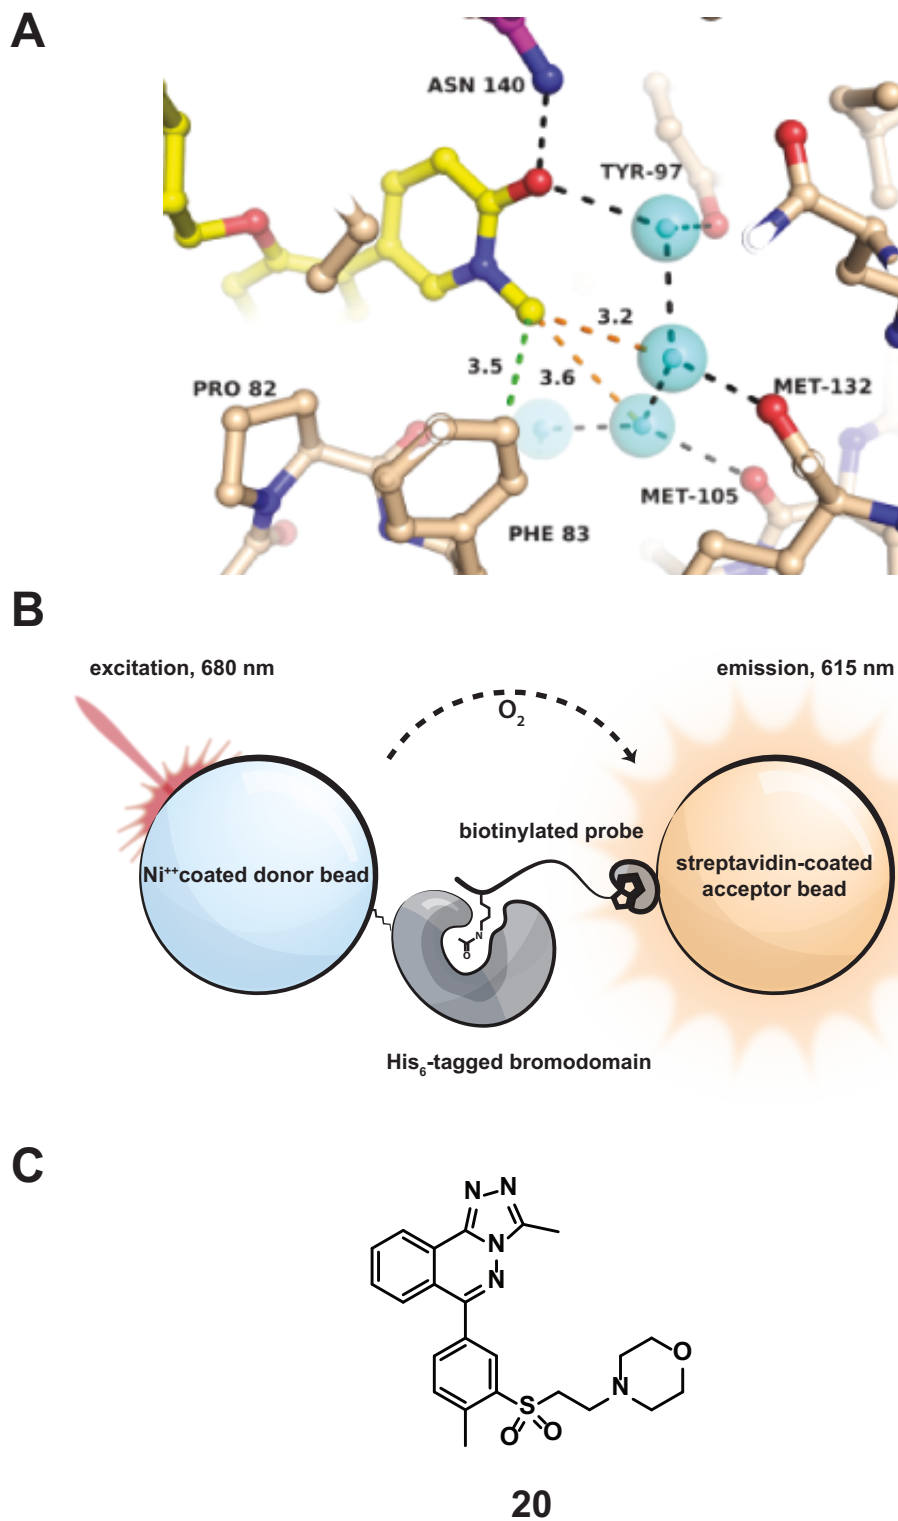 A
ASN 140
TYR-97
3.2
3.5
3.6
PRO 82
MET-132
MET-105
PHE 83
B
excitation, 680 nm
emission, 615 nm
O₂
biotinylated probe
Ni⁺⁺coated donor bead
streptavidin-coated
acceptor bead
N
O
His₆-tagged bromodomain
C
N N
N
N
O
N
S
O O
20